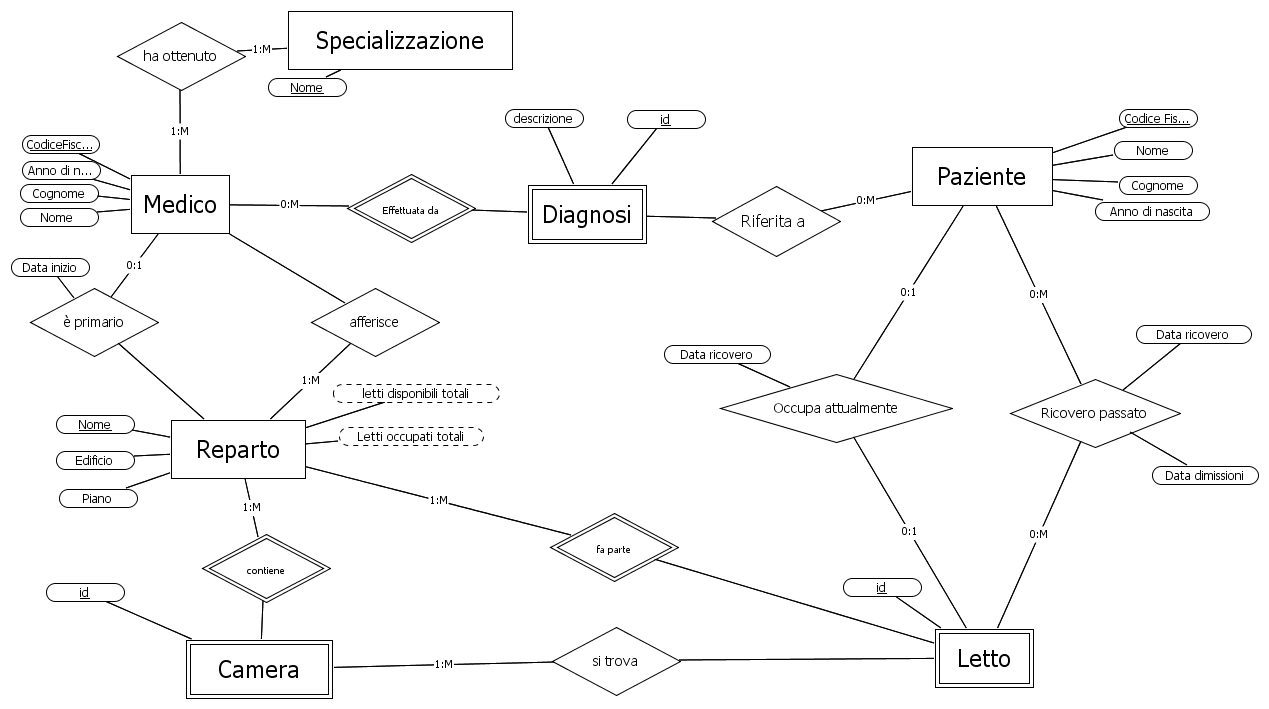 Specializzazione
ha ottenuto
1:M
Nome
1:M
descrizione
id
Codice Fis...
CodiceFisc...
Nome
Anno di n...
Paziente
Cognome
Medico
0:M
Effettuata da
Diagnosi
Riferita a
0:M
Cognome
Nome
Anno di nascita
Data inizio
0:1
0:1
0:M
è primario
afferisce
Data ricovero
Data ricovero
1:M
letti disponibili totali
Occupa attualmente
Ricovero passato
Nome
Letti occupati totali
Reparto
Edificio
Data dimissioni
Piano
1:M
1:M
0:1
0:M
fa parte
contiene
id
id
Camera
1:M
si trova
Letto